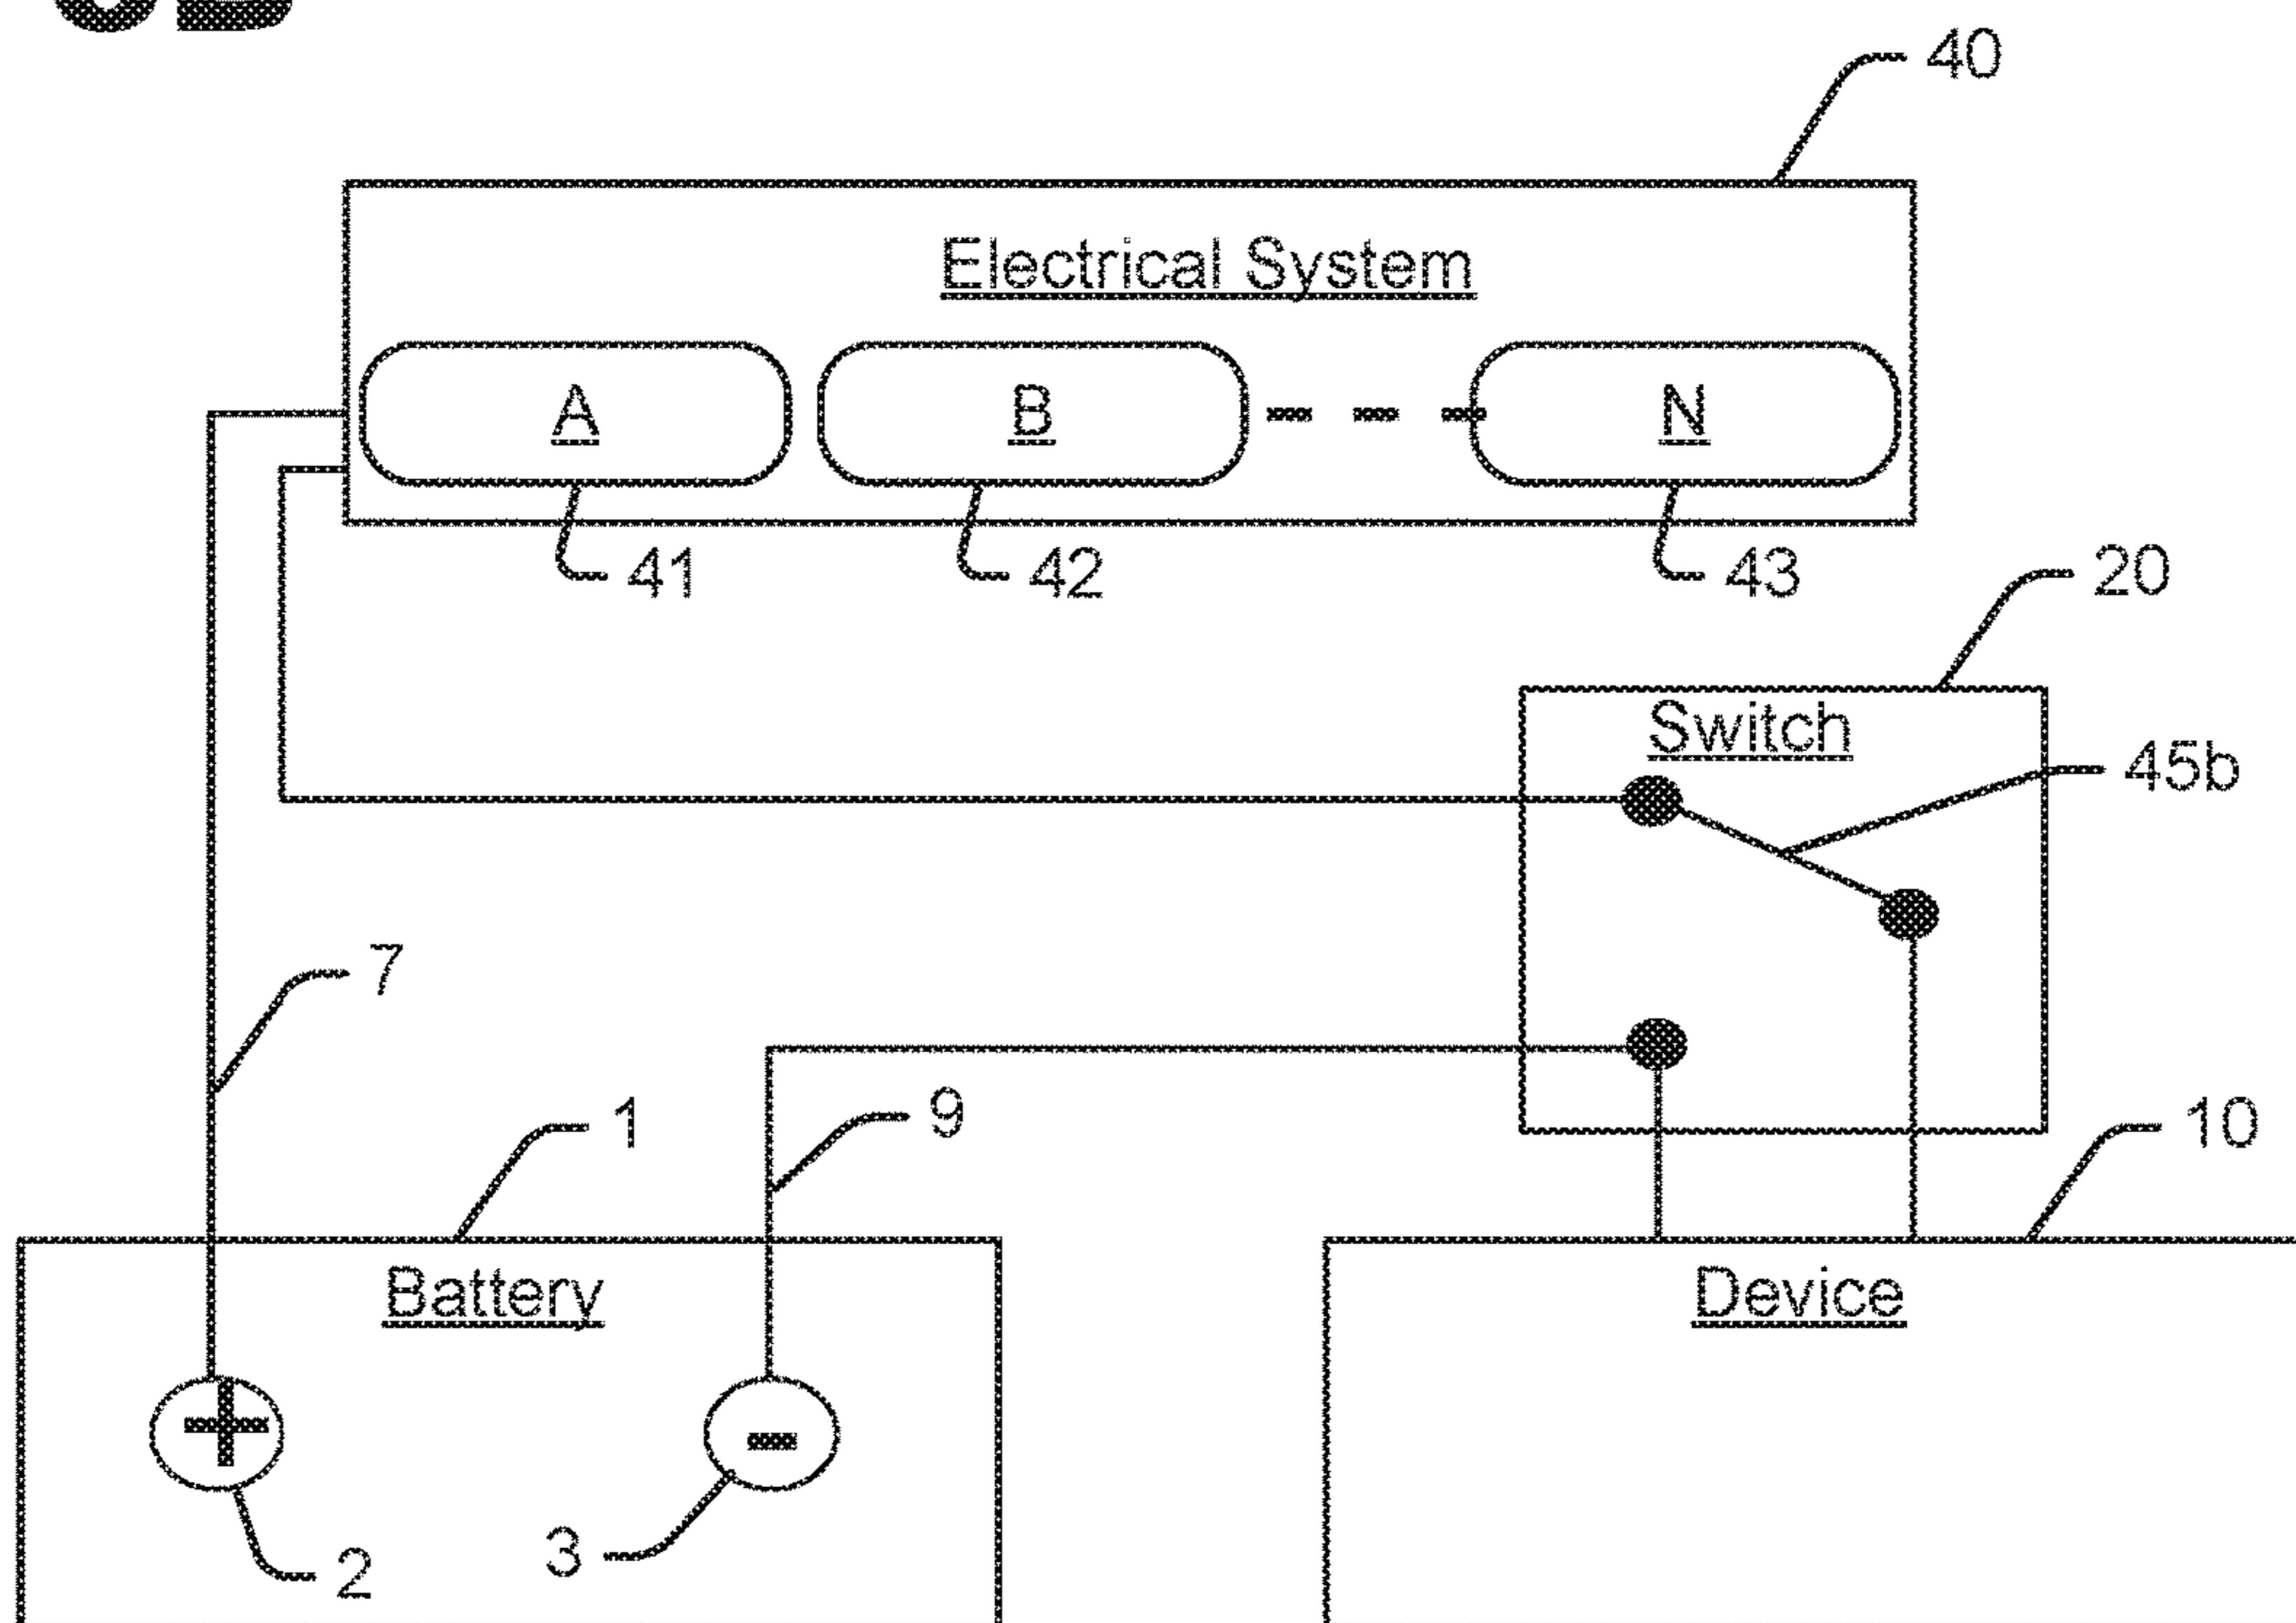 40
Electrical System
A B - - - N
41 42 43
20
Switch
45b
7
9
1
10
Battery
Device
+ -
3
2